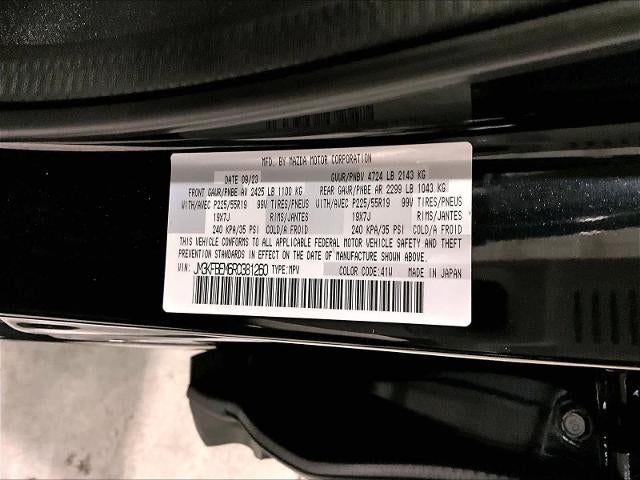 MFD. BY MAZDA MOTOR CORPORATION
DATE 09/23 GVWR/PNBV 4724 LB 2143 KG
FRONT GAWR/PNBE AV 2425 LB 1100 KG REAR GAWR/PNBE AR 2299 LB 1043 KG
WITH/AVEC P225/55R19 99V TIRES/PNEUS WITH/AVEC P225/55R19 99V TIRES/PNEUS
19X7J RIMS/JANTES 19X7J RIMS/JANTES
240 KPA/35 PSI COLD/A FROID 240 KPA/35 PSI COLD/A FROID
THIS VEHICLE CONFORMS TO ALL APPLICABLE FEDERAL MOTOR VEHICLE SAFETY AND THEFT
PREVENTION STANDARDS IN EFFECT ON THE DATE OF MANUFACTURE SHOWN ABOVE.
VIN: TYPE:MPV COLOR CODE:41W MADE IN JAPAN